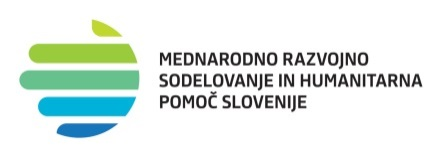 MEDNARODNO RAZVOJNO
SODELOVANJE IN HUMANITARNA
POMOČ SLOVENIJE